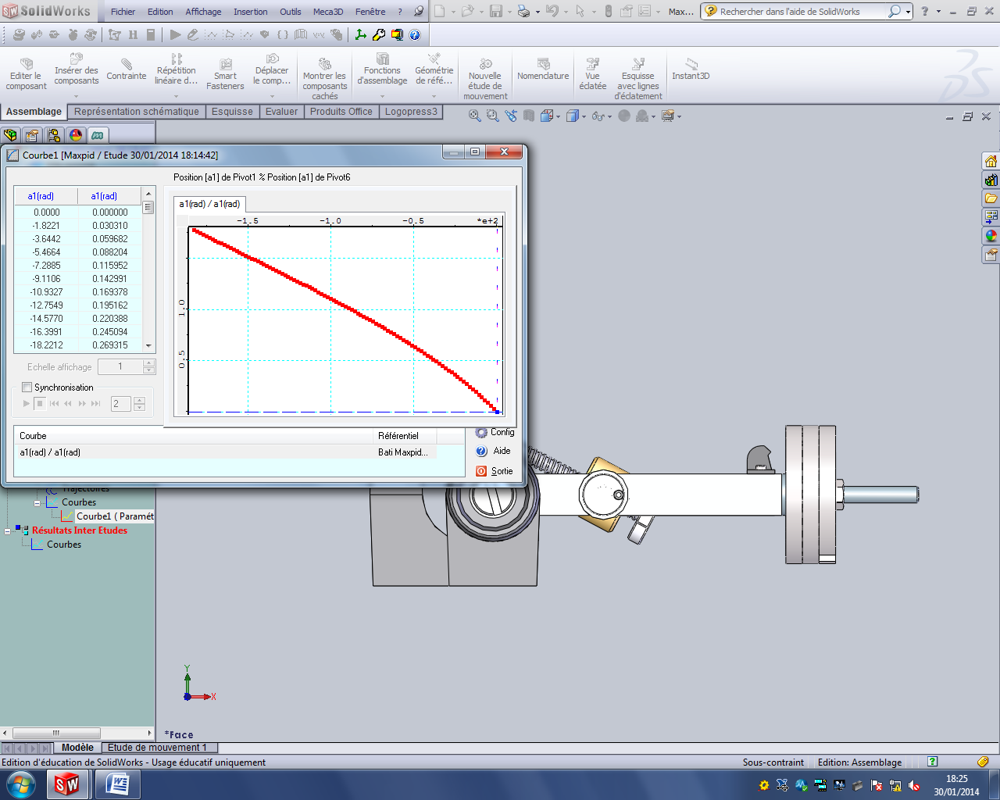 SolidWorks
Fichier Edition Affichage Insertion Outils Meca3D Fenêtre ?
Max...
Rechercher dans l'aide de SolidWorks
Editer le composant
Insérer des composants
Contrainte
Répétition linéaire d...
Smart Fasteners
Déplacer le comp...
Montrer les composants cachés
Fonctions d'assemblage
Géométrie de réfé...
Nouvelle étude de mouvement
Nomenclature
Vue éclatée
Esquisse avec lignes d'éclatement
Instant3D
Assemblage Représentation schématique Esquisse Evaluer Produits Office Logopress3
Courbe1 [Maxpid / Etude 30/01/2014 18:14:42]
Position [a1] de Pivot1 % Position [a1] de Pivot6
a1(rad) a1(rad)
0.0000 0.000000
-1.8221 0.030310
-3.6442 0.059682
-5.4664 0.088204
-7.2885 0.115952
-9.1106 0.142991
-10.9327 0.169378
-12.7549 0.195162
-14.5770 0.220388
-16.3991 0.245094
-18.2212 0.269315
a1(rad) / a1(rad)
-1.5 -1.0 -0.5 *e+2
1.0
0.5
Echelle affichage 1
Synchronisation
2
Courbe Référentiel
a1(rad) / a1(rad) Bati Maxpid...
Config
Aide
Sortie
Trajectoires
Courbes
Courbe1 ( Paramét
Résultats Inter Etudes
Courbes
Y
X
*Face
Modèle Etude de mouvement 1
Edition d'éducation de SolidWorks - Usage éducatif uniquement
Sous-contraint Edition: Assemblage
18:25
30/01/2014